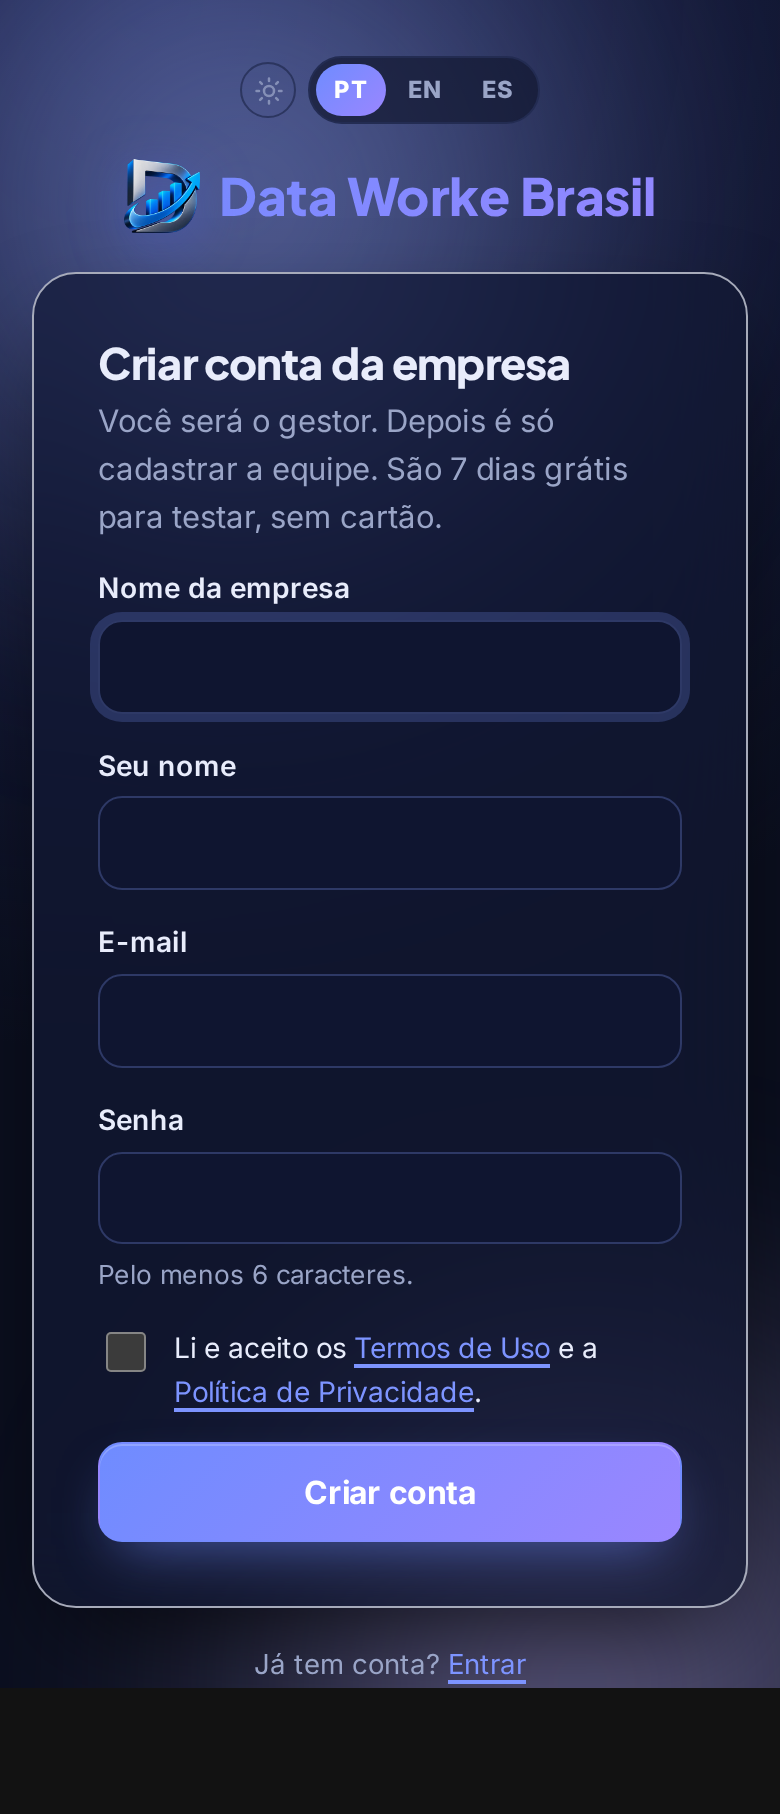 PT EN ES
Data Worke Brasil
Criar conta da empresa
Você será o gestor. Depois é só
cadastrar a equipe. São 7 dias grátis
para testar, sem cartão.
Nome da empresa
Seu nome
E-mail
Senha
Pelo menos 6 caracteres.
Li e aceito os Termos de Uso e a
Política de Privacidade.
Criar conta
Já tem conta? Entrar